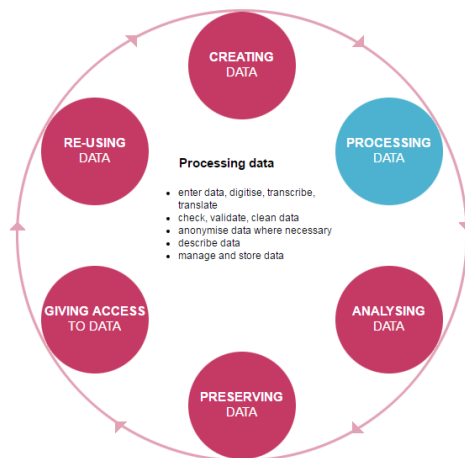 CREATING
DATA
RE-USING
DATA
PROCESSING
DATA
Processing data
• enter data, digitise, transcribe,
translate
• check, validate, clean data
• anonymise data where necessary
• describe data
• manage and store data
GIVING ACCESS
TO DATA
ANALYSING
DATA
PRESERVING
DATA